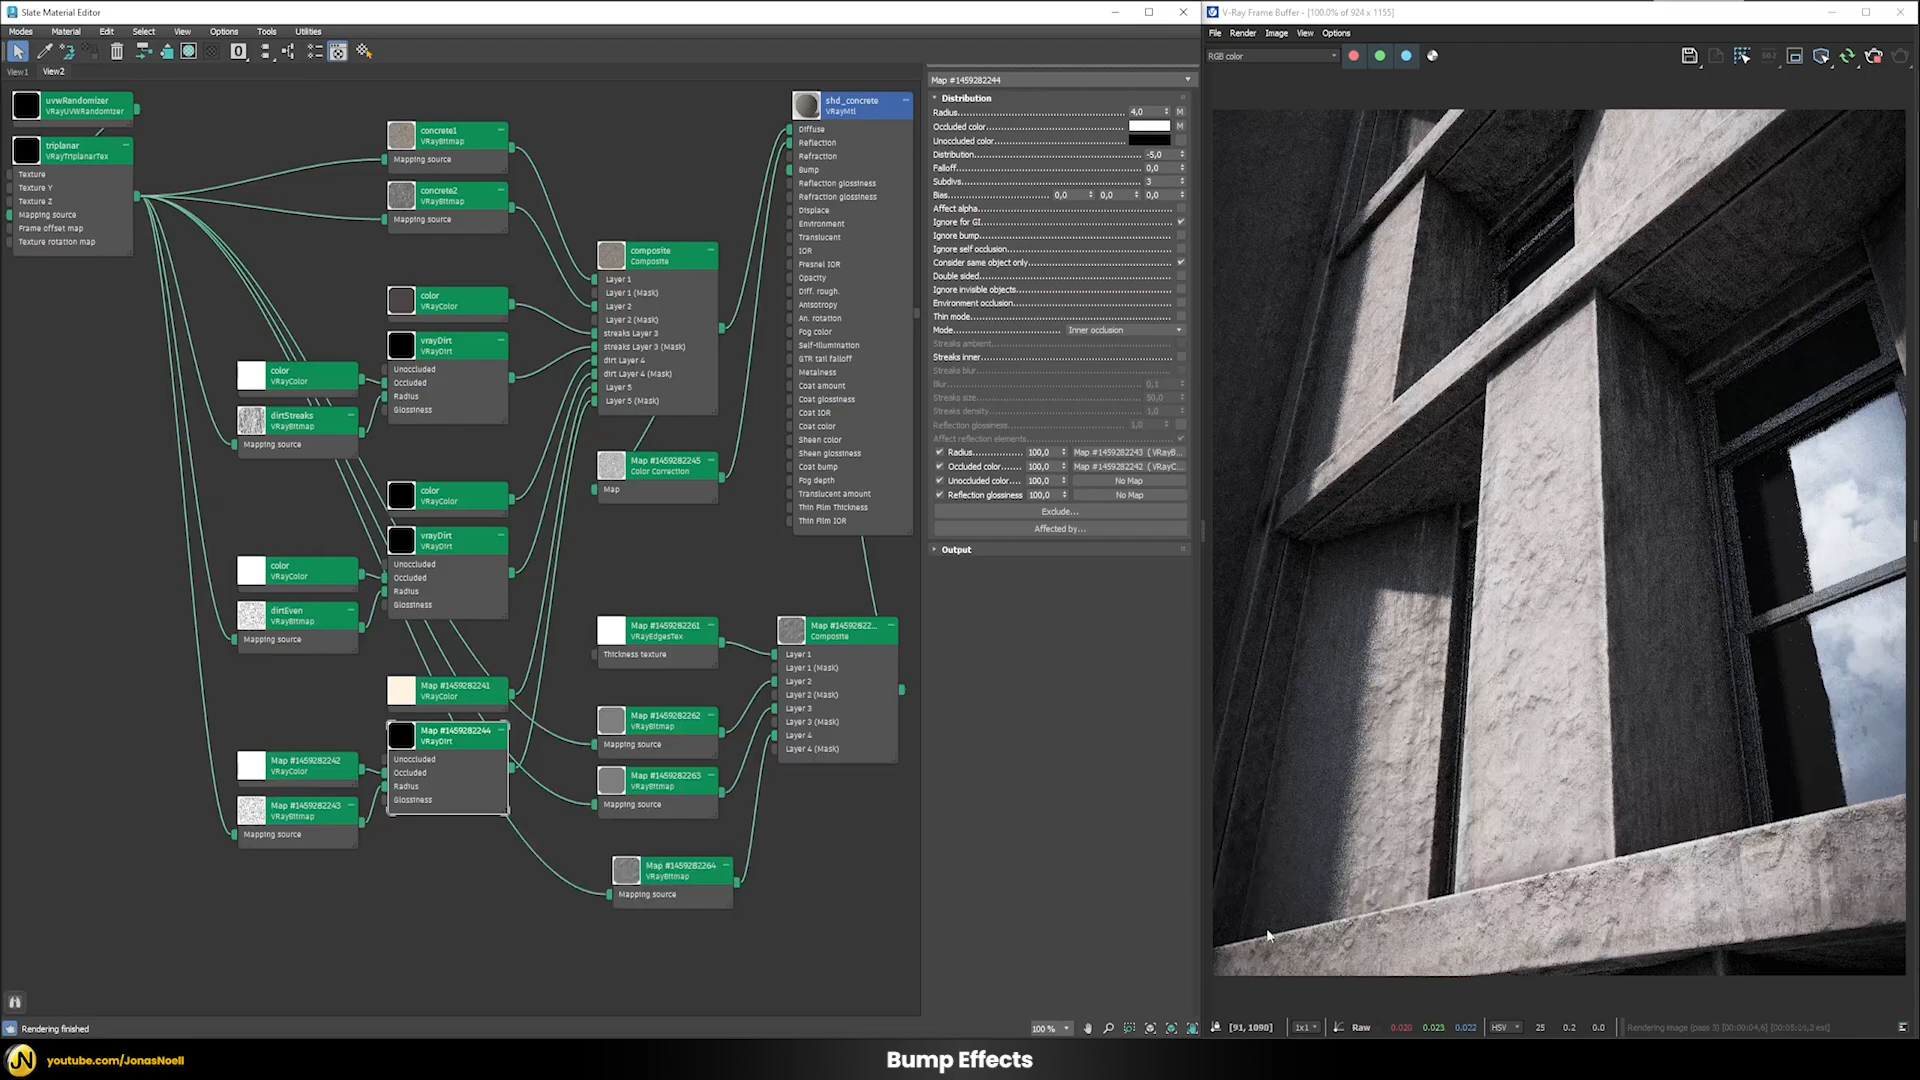 Slate Material Editor
Modes Material Edit Select View Options Tools Utilities
View1 View2
uvwRandomizer
VRayUVWRandomizer
triplanar
VRayTriplanarTex
Texture
Texture Y
Texture Z
Mapping source
Frame offset map
Texture rotation map
concrete1
VRayBitmap
Mapping source
concrete2
VRayBitmap
Mapping source
color
VRayColor
vrayDirt
VRayDirt
Unoccluded
Occluded
Radius
Glossiness
color
VRayColor
dirtStreaks
VRayBitmap
Mapping source
color
VRayColor
vrayDirt
VRayDirt
Unoccluded
Occluded
Radius
Glossiness
color
VRayColor
dirtEven
VRayBitmap
Mapping source
Map #1459282241
VRayColor
Map #1459282244
VRayDirt
Unoccluded
Occluded
Radius
Glossiness
Map #1459282242
VRayColor
Map #1459282243
VRayBitmap
Mapping source
composite
Composite
Layer 1
Layer 1 (Mask)
Layer 2
Layer 2 (Mask)
streaks Layer 3
streaks Layer 3 (Mask)
dirt Layer 4
dirt Layer 4 (Mask)
Layer 5
Layer 5 (Mask)
Map #1459282245
Color Correction
Map
Map #1459282261
VRayEdgesTex
Thickness texture
Map #1459282262
VRayBitmap
Mapping source
Map #1459282263
VRayBitmap
Mapping source
Map #1459282264
VRayBitmap
Mapping source
shd_concrete
VRayMtl
Diffuse
Reflection
Refraction
Bump
Reflection glossiness
Refraction glossiness
Displace
Environment
Translucent
IOR
Fresnel IOR
Opacity
Diff. rough.
Anisotropy
An. rotation
Fog color
Self-illumination
GTR tail falloff
Metalness
Coat amount
Coat glossiness
Coat IOR
Coat color
Sheen color
Sheen glossiness
Coat bump
Fog depth
Translucent amount
Thin Film Thickness
Thin Film IOR
Map #14592822...
Composite
Layer 1
Layer 1 (Mask)
Layer 2
Layer 2 (Mask)
Layer 3
Layer 3 (Mask)
Layer 4
Layer 4 (Mask)
Map #1459282244
Distribution
Radius 4,0 M
Occluded color M
Unoccluded color
Distribution -5,0
Falloff 0,0
Subdivs 3
Bias 0,0 0,0 0,0
Affect alpha
Ignore for GI
Ignore bump
Ignore self occlusion
Consider same object only
Double sided
Ignore invisible objects
Environment occlusion
Thin mode
Mode Inner occlusion
Streaks ambient
Streaks inner
Streaks blur
Blur 0,1
Streaks size 50,0
Streaks density 1,0
Reflection glossiness 1,0
Affect reflection elements
Radius 100,0 Map #1459282243 ( VRayB...
Occluded color 100,0 Map #1459282242 ( VRayC...
Unoccluded color.... 100,0 No Map
Reflection glossiness 100,0 No Map
Exclude...
Affected by...
Output
Rendering finished
100 %
V-Ray Frame Buffer - [100.0% of 924 x 1155]
File Render Image View Options
RGB color
[91, 1090] 1x1 Raw 0.020 0.023 0.022 HSV 25 0.2 0.0
JN youtube.com/JonasNoell
Bump Effects